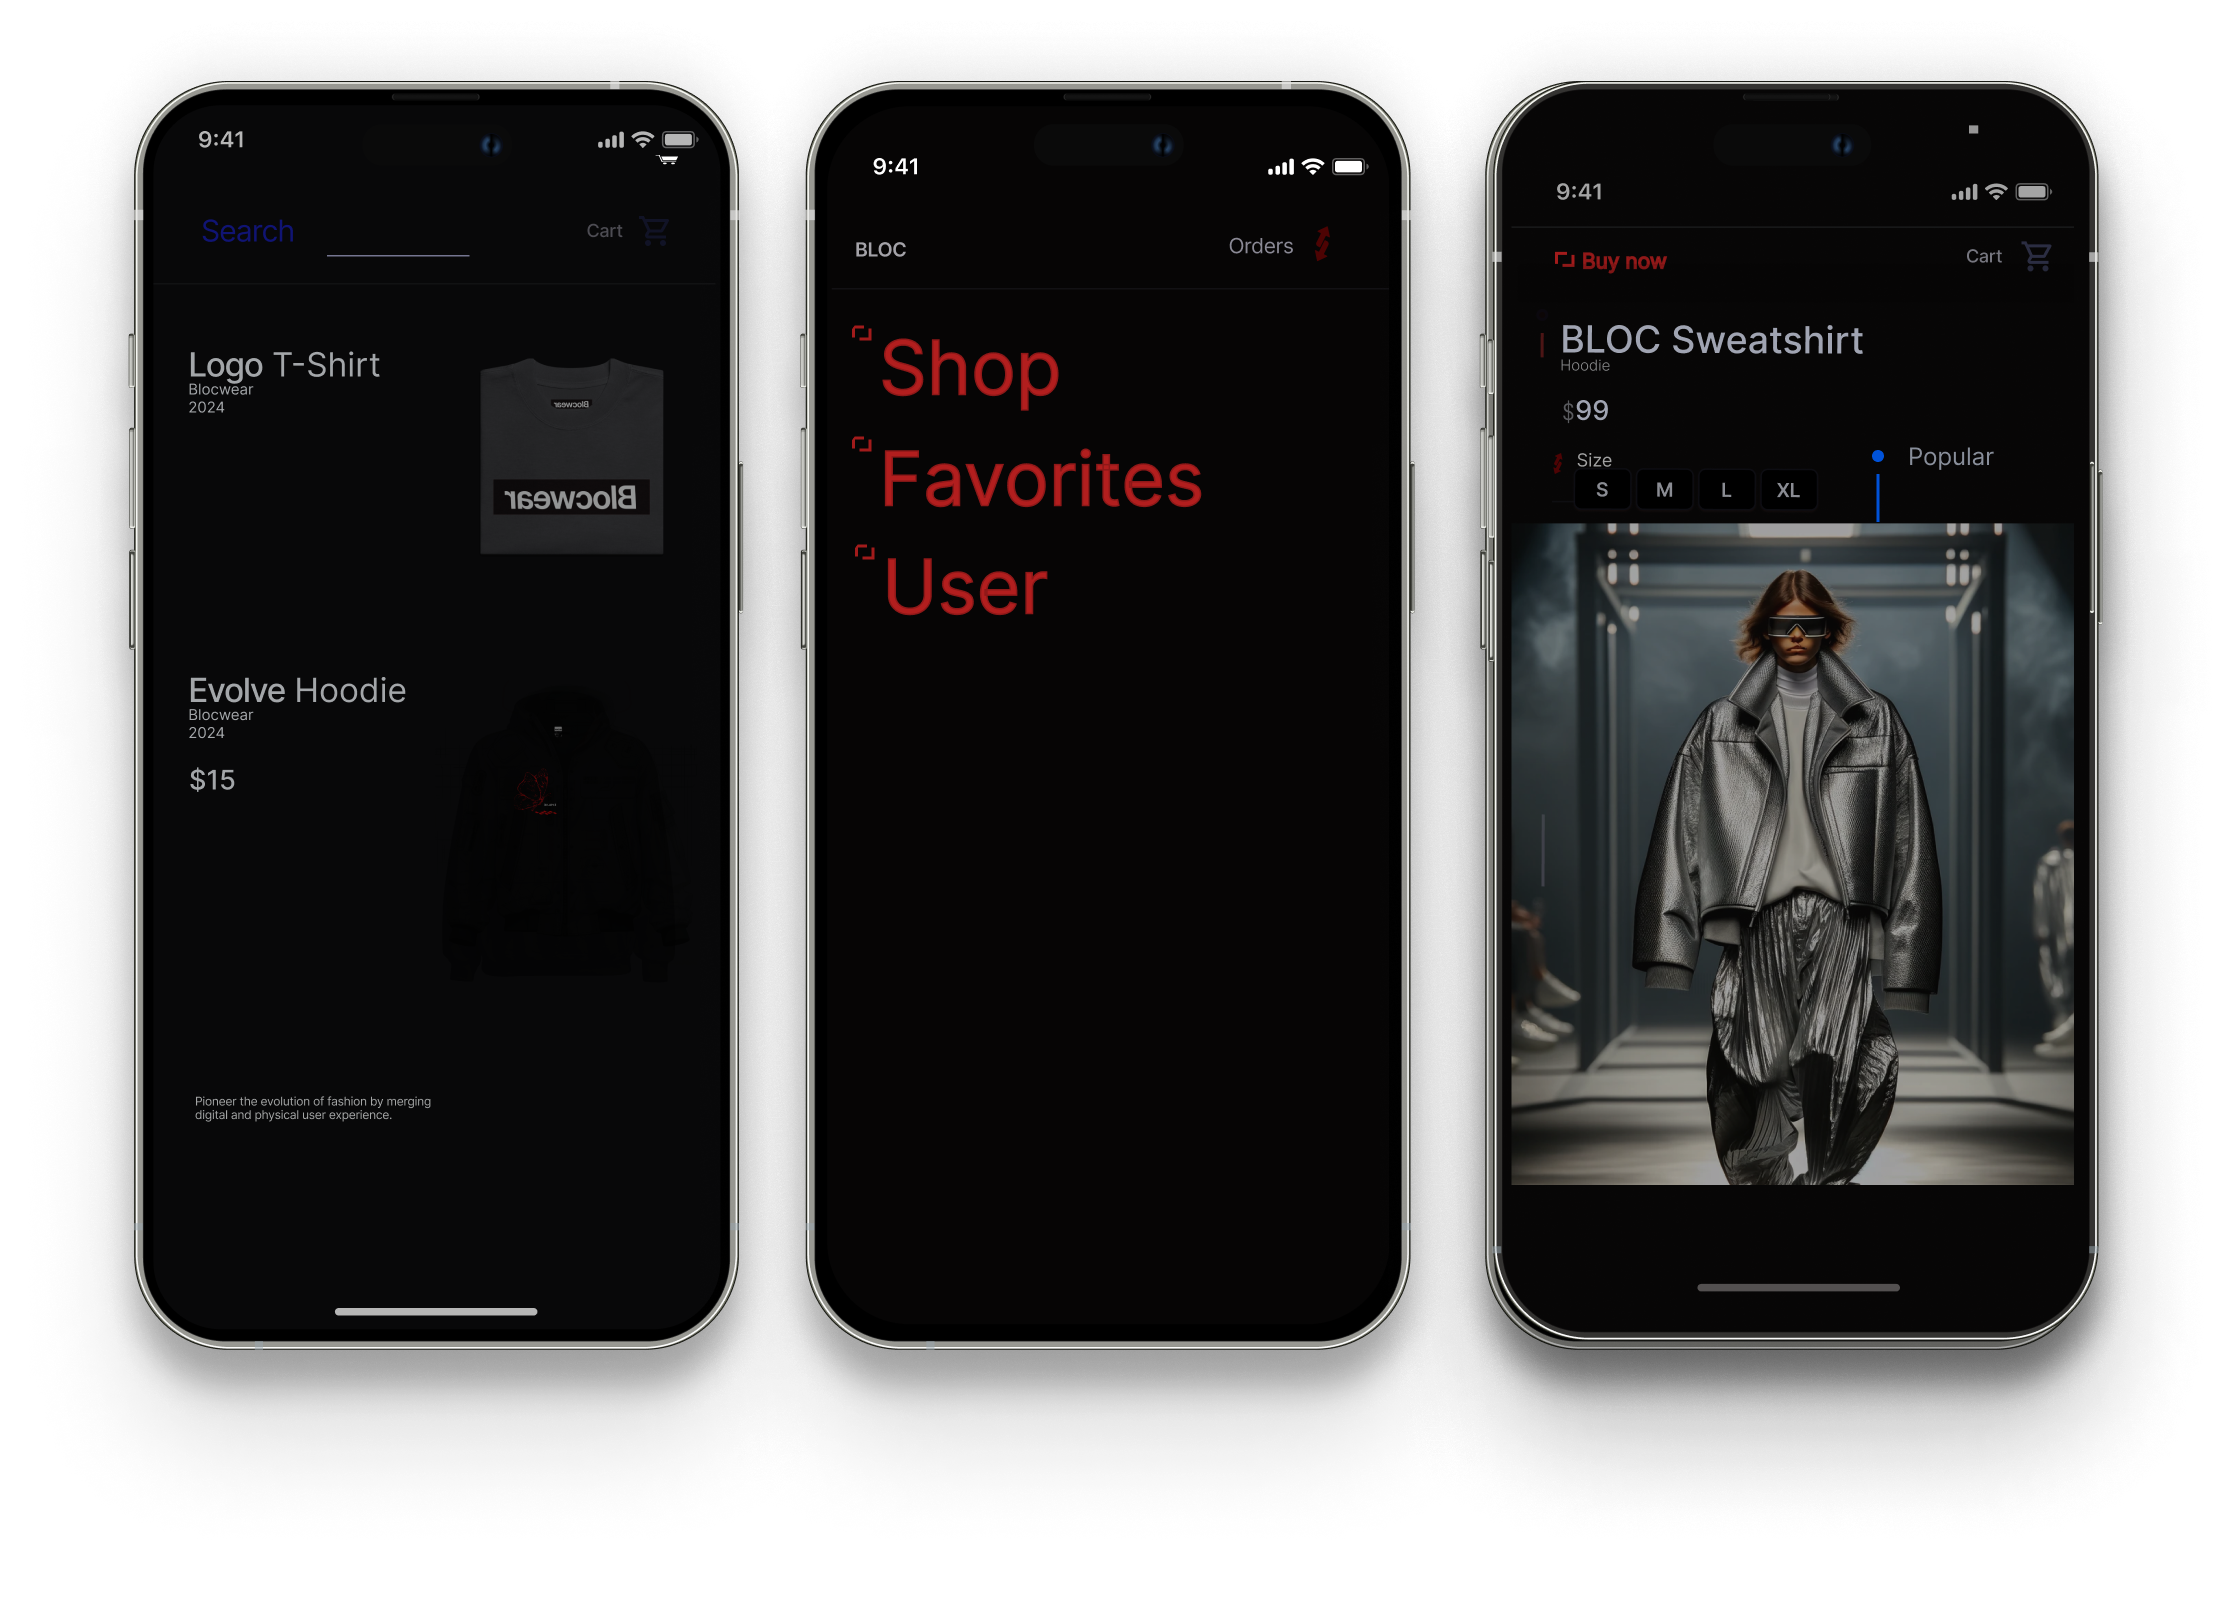 9:41
Search
Cart
Logo T-Shirt
Blocwear
2024
Blocwear
Blocwear
Evolve Hoodie
Blocwear
2024
$15
Pioneer the evolution of fashion by merging
digital and physical user experience.
9:41
BLOC
Orders
Shop
Favorites
User
9:41
Buy now
Cart
BLOC Sweatshirt
Hoodie
$99
Size
Popular
S M L XL